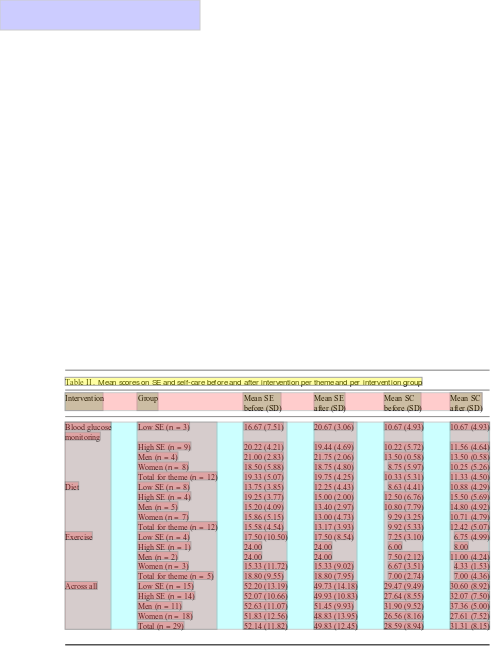 Table II. Mean scores on SE and self-care before and after intervention per theme and per intervention group
Intervention Group Mean SE before (SD) Mean SE after (SD) Mean SC before (SD) Mean SC after (SD)
Blood glucose monitoring Low SE (n = 3) 16.67 (7.51) 20.67 (3.06) 10.67 (4.93) 10.67 (4.93)
High SE (n = 9) 20.22 (4.21) 19.44 (4.69) 10.22 (5.72) 11.56 (4.64)
Men (n = 4) 21.00 (2.83) 21.75 (2.06) 13.50 (0.58) 13.50 (0.58)
Women (n = 8) 18.50 (5.88) 18.75 (4.80) 8.75 (5.97) 10.25 (5.26)
Total for theme (n = 12) 19.33 (5.07) 19.75 (4.25) 10.33 (5.31) 11.33 (4.50)
Diet Low SE (n = 8) 13.75 (3.85) 12.25 (4.43) 8.63 (4.41) 10.88 (4.29)
High SE (n = 4) 19.25 (3.77) 15.00 (2.00) 12.50 (6.76) 15.50 (5.69)
Men (n = 5) 15.20 (4.09) 13.40 (2.97) 10.80 (7.79) 14.80 (4.92)
Women (n = 7) 15.86 (5.15) 13.00 (4.73) 9.29 (3.25) 10.71 (4.79)
Total for theme (n = 12) 15.58 (4.54) 13.17 (3.93) 9.92 (5.33) 12.42 (5.07)
Exercise Low SE (n = 4) 17.50 (10.50) 17.50 (8.54) 7.25 (3.10) 6.75 (4.99)
High SE (n = 1) 24.00 24.00 6.00 8.00
Men (n = 2) 24.00 24.00 7.50 (2.12) 11.00 (4.24)
Women (n = 3) 15.33 (11.72) 15.33 (9.02) 6.67 (3.51) 4.33 (1.53)
Total for theme (n = 5) 18.80 (9.55) 18.80 (7.95) 7.00 (2.74) 7.00 (4.36)
Across all Low SE (n = 15) 52.20 (13.19) 49.73 (14.18) 29.47 (9.49) 30.60 (8.92)
High SE (n = 14) 52.07 (10.66) 49.93 (10.83) 27.64 (8.55) 32.07 (7.50)
Men (n = 11) 52.63 (11.07) 51.45 (9.93) 31.90 (9.52) 37.36 (5.00)
Women (n = 18) 51.83 (12.56) 48.83 (13.95) 26.56 (8.16) 27.61 (7.52)
Total (n = 29) 52.14 (11.82) 49.83 (12.45) 28.59 (8.94) 31.31 (8.15)